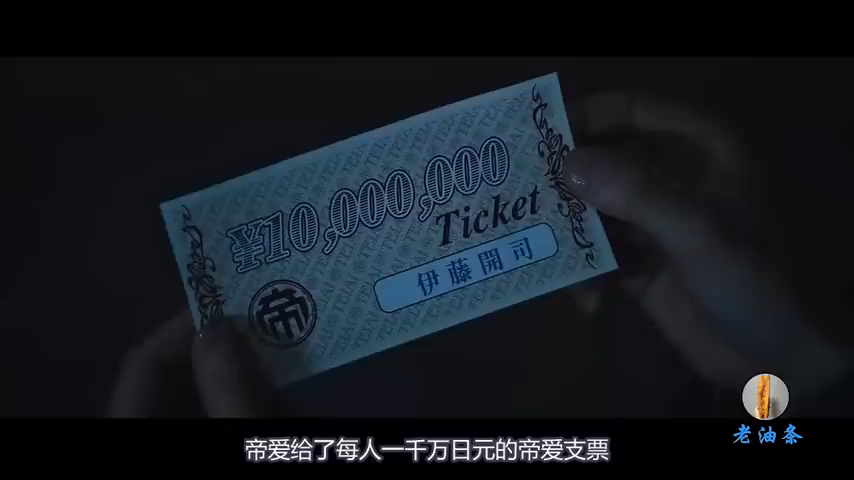 ¥10,000,000
Ticket
伊藤開司
帝
老油条
帝爱给了每人一千万日元的帝爱支票